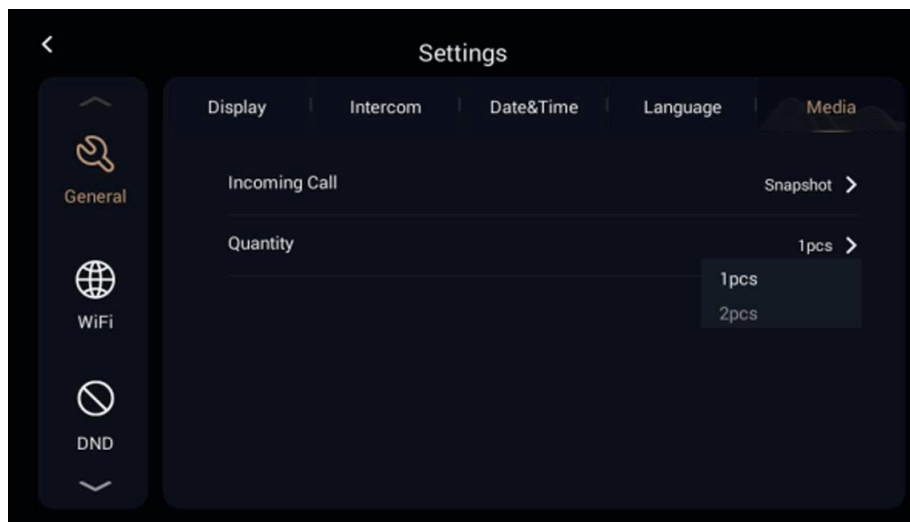 Settings
General
WiFi
DND
Display
Intercom
Date&Time
Language
Media
Incoming Call
Snapshot
Quantity
1pcs
1pcs
2pcs